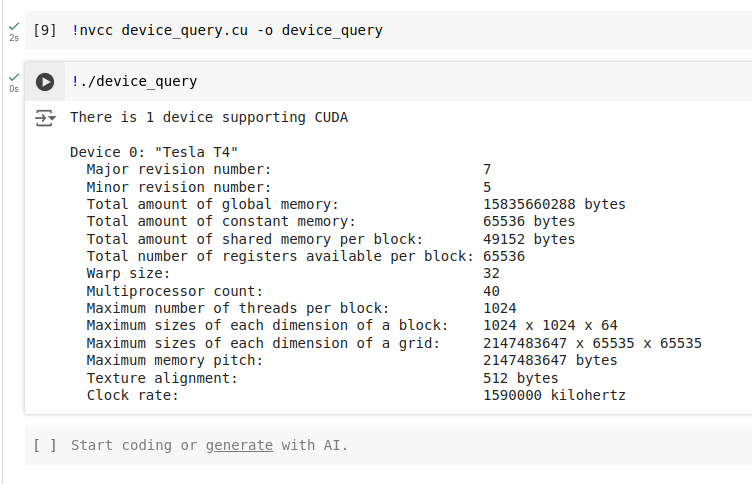 2s
[9] !nvcc device_query.cu -o device_query
0s
!./device_query
There is 1 device supporting CUDA
Device 0: "Tesla T4"
Major revision number: 7
Minor revision number: 5
Total amount of global memory: 15835660288 bytes
Total amount of constant memory: 65536 bytes
Total amount of shared memory per block: 49152 bytes
Total number of registers available per block: 65536
Warp size: 32
Multiprocessor count: 40
Maximum number of threads per block: 1024
Maximum sizes of each dimension of a block: 1024 x 1024 x 64
Maximum sizes of each dimension of a grid: 2147483647 x 65535 x 65535
Maximum memory pitch: 2147483647 bytes
Texture alignment: 512 bytes
Clock rate: 1590000 kilohertz
[ ] Start coding or generate with AI.